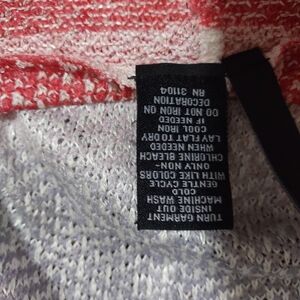 TURN GARMENT
INSIDE OUT
MACHINE WASH
COLD
GENTLE CYCLE
WITH LIKE COLORS
ONLY NON-
CHLORINE BLEACH
WHEN NEEDED
LAY FLAT TO DRY
COOL IRON
IF NEEDED
DO NOT IRON ON
DECORATION
RN 31104